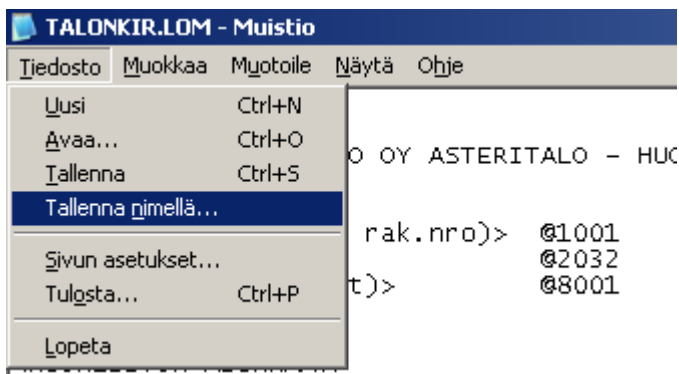 TALONKIR.LOM - Muistio
Tiedosto Muokkaa Muotoile Näytä Ohje
Uusi Ctrl+N
Avaa... Ctrl+O
Tallenna Ctrl+S
Tallenna nimellä...
Sivun asetukset...
Tulosta... Ctrl+P
Lopeta
O OY ASTERITALO - HUO
rak.nro)> @1001
@2032
t)> @8001